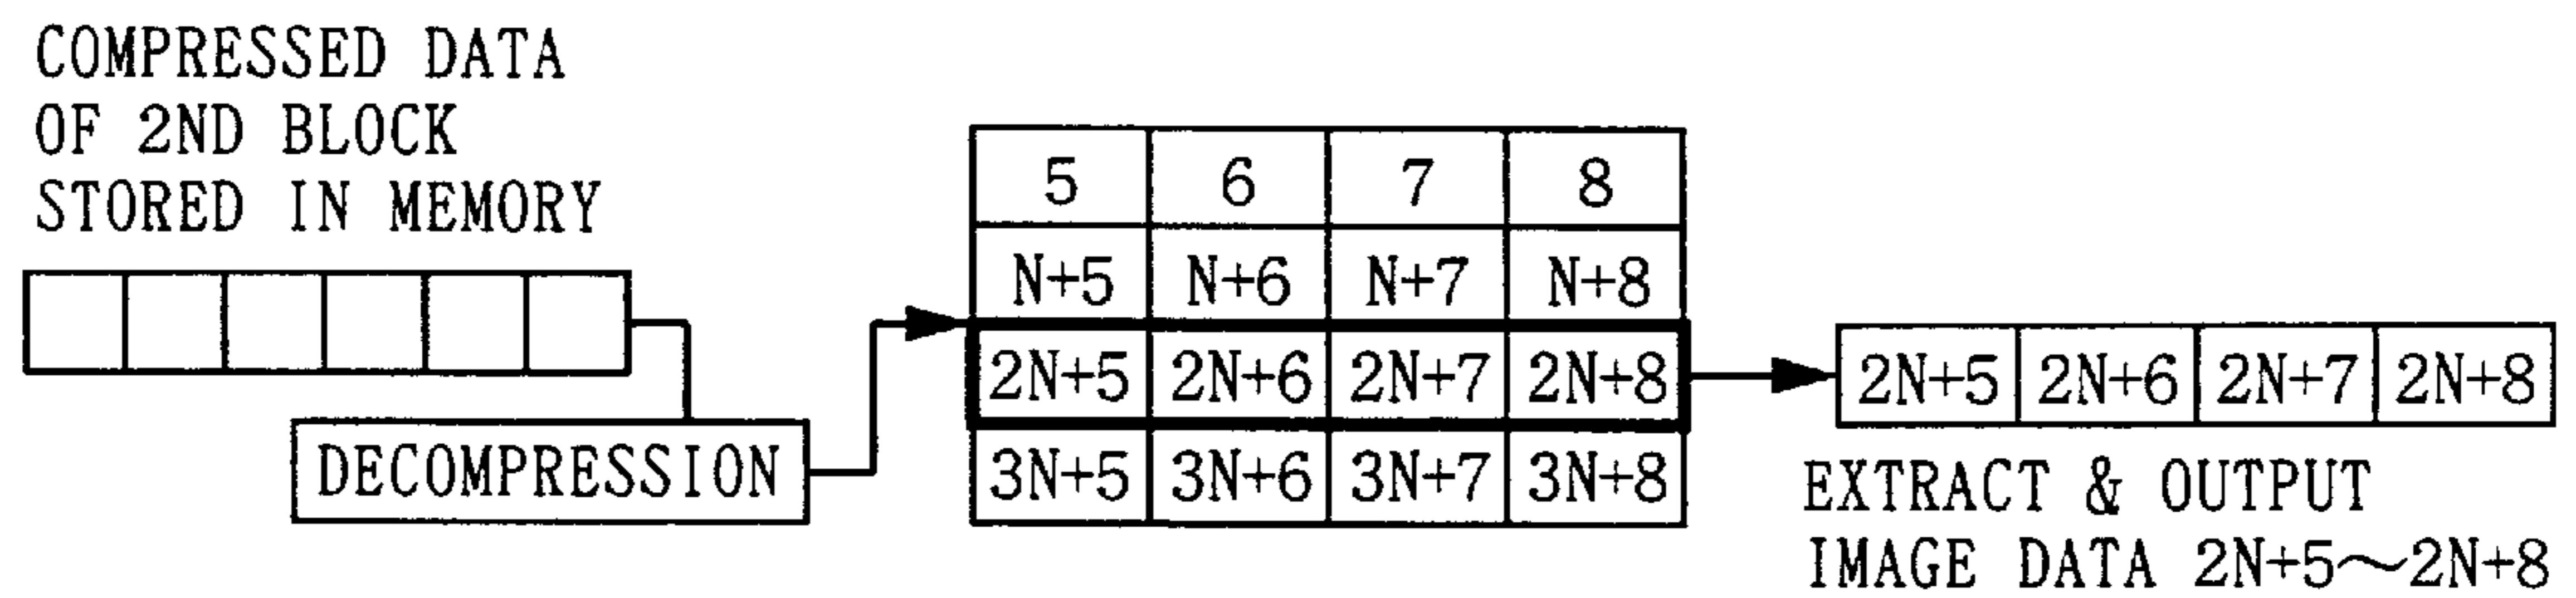 COMPRESSED DATA
OF 2ND BLOCK
STORED IN MEMORY
DECOMPRESSION
5 6 7 8
N+5 N+6 N+7 N+8
2N+5 2N+6 2N+7 2N+8
3N+5 3N+6 3N+7 3N+8
2N+5 2N+6 2N+7 2N+8
EXTRACT & OUTPUT
IMAGE DATA 2N+5~2N+8